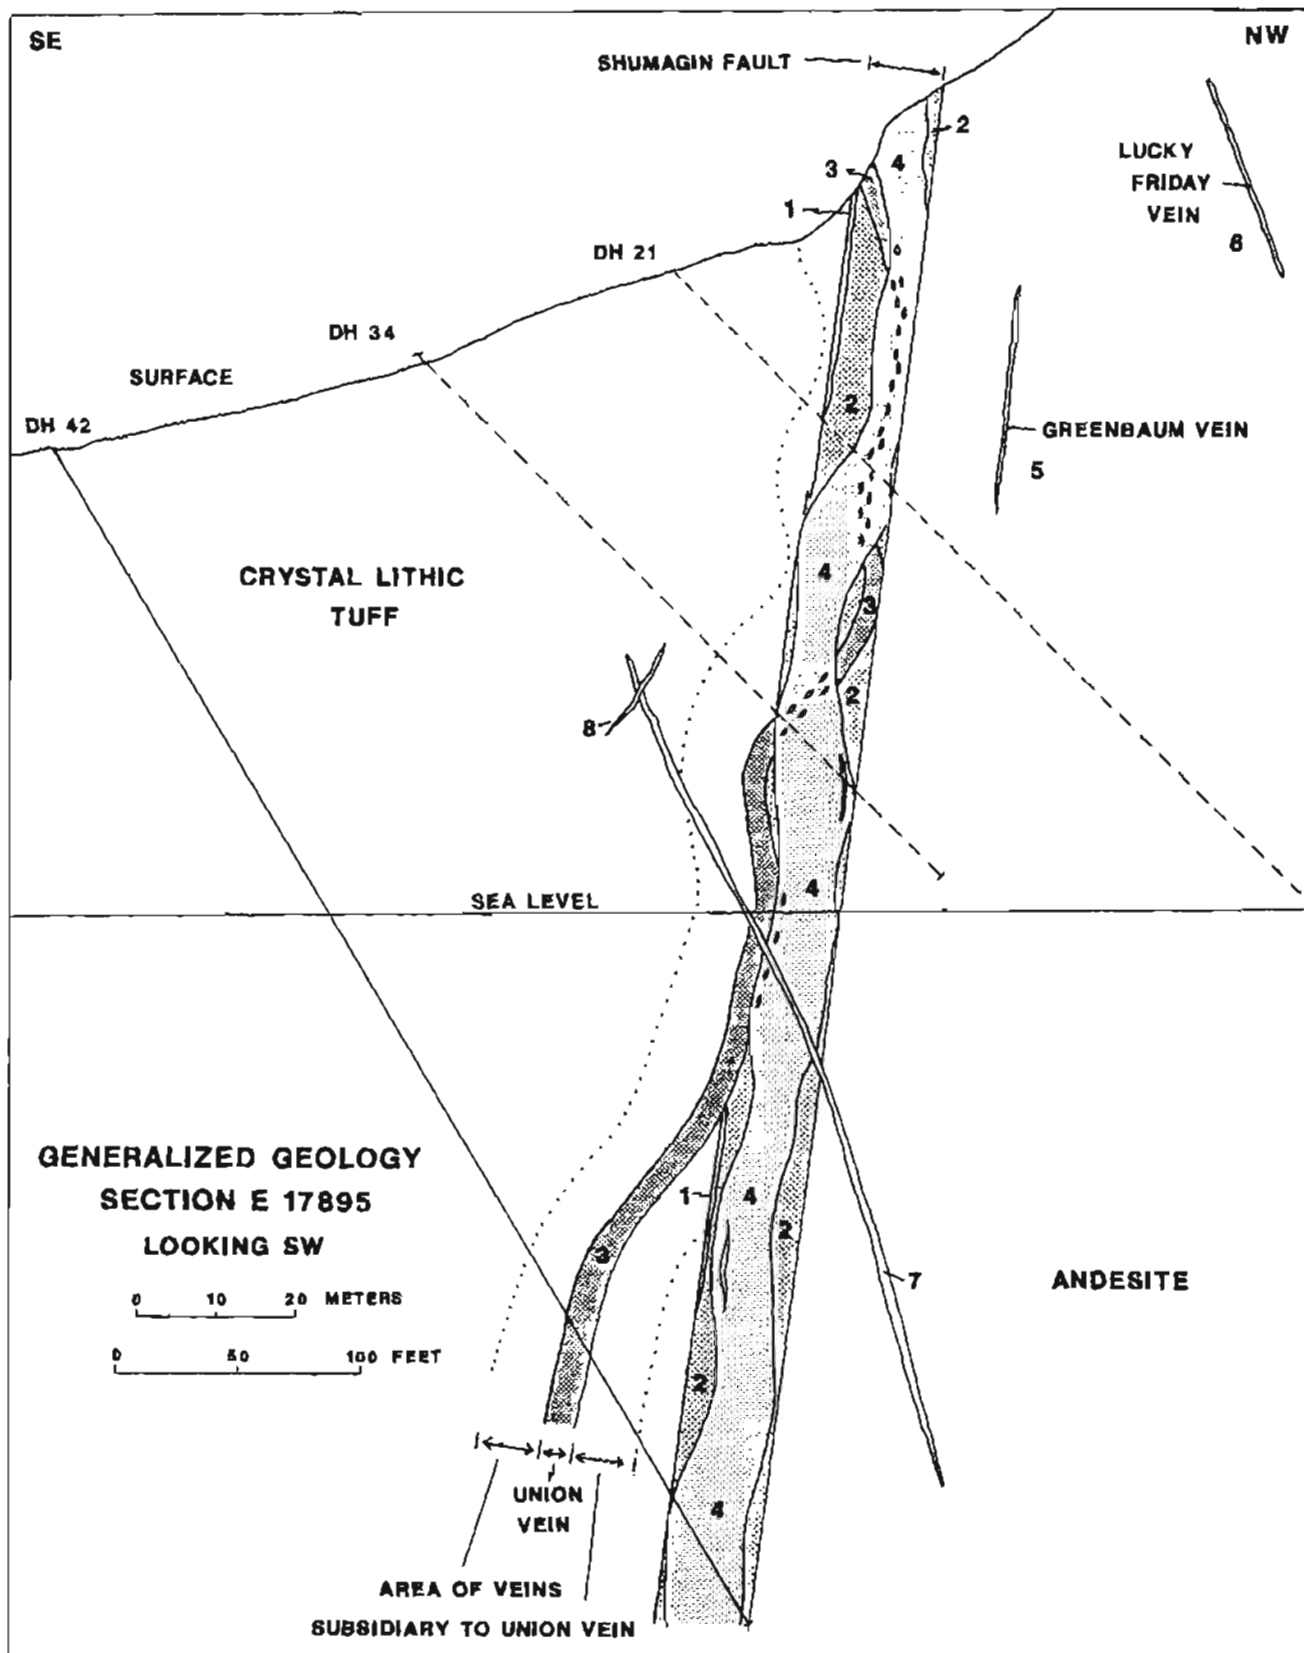 SE
NW
SHUMAGIN FAULT
2
LUCKY
FRIDAY
VEIN
6
4
3
1
DH 21
DH 34
SURFACE
DH 42
2
GREENBAUM VEIN
5
CRYSTAL LITHIC
TUFF
4
3
2
8
4
SEA LEVEL
GENERALIZED GEOLOGY
SECTION E 17895
LOOKING SW
0 10 20 METERS
0 50 100 FEET
1
4
2
3
7
ANDESITE
2
4
UNION
VEIN
AREA OF VEINS
SUBSIDIARY TO UNION VEIN